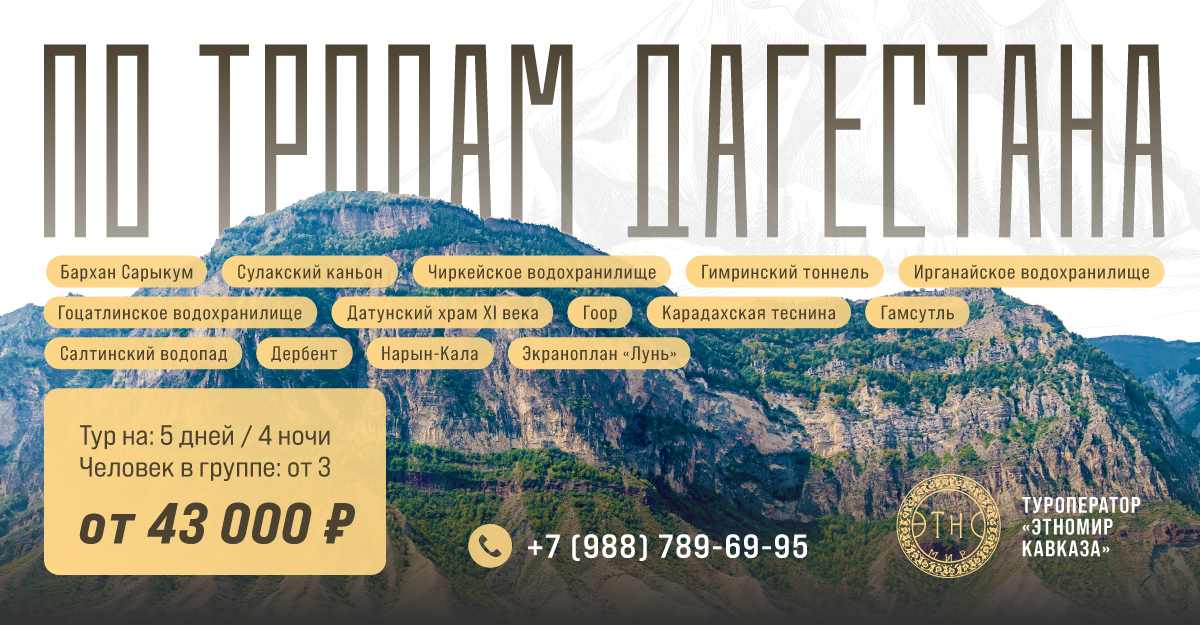 ПО ТРОПАМ ДАГЕСТАНА
Бархан Сарыкум Сулакский каньон Чиркейское водохранилище Гимринский тоннель Ирганайское водохранилище
Гоцатлинское водохранилище Датунский храм XI века Гоор Карадахская теснина Гамсутль
Салтинский водопад Дербент Нарын-Кала Экраноплан «Лунь»
Тур на: 5 дней / 4 ночи
Человек в группе: от 3
от 43 000 ₽
+7 (988) 789-69-95
ЭТНО
МИР
ТУРОПЕРАТОР
«ЭТНОМИР
КАВКАЗА»